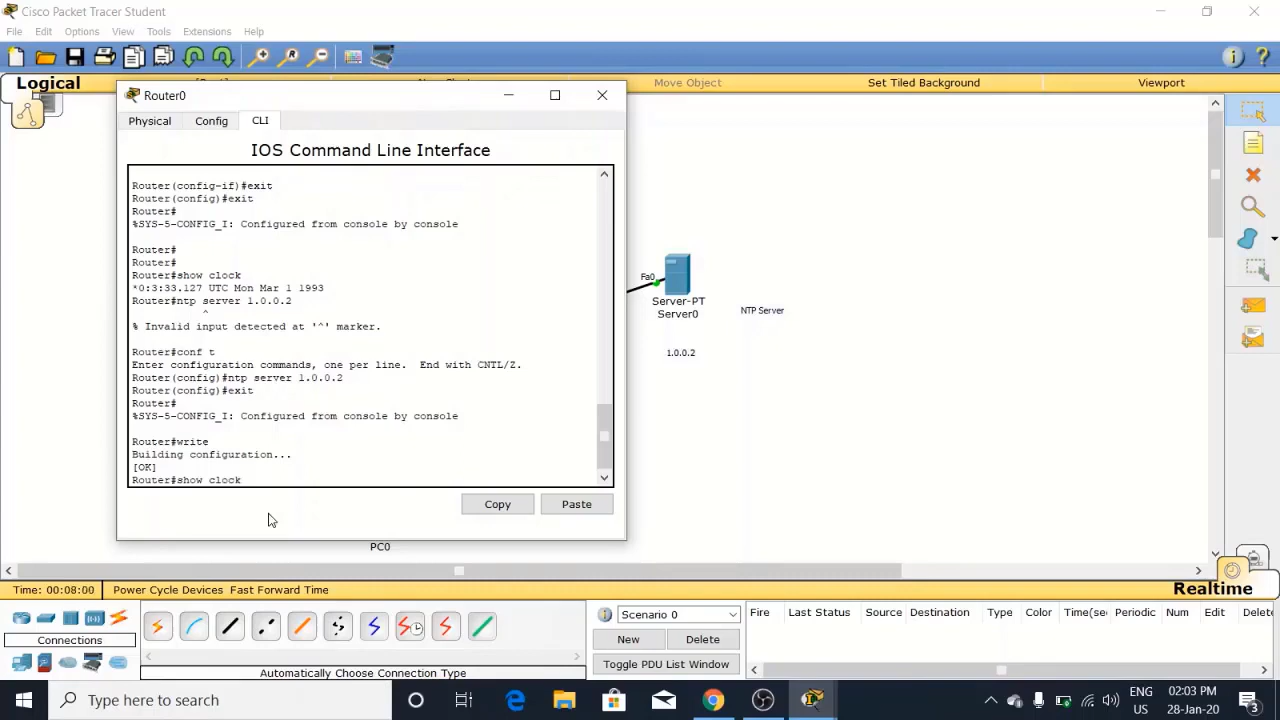 Cisco Packet Tracer Student
File Edit Options View Tools Extensions Help
Logical
Move Object Set Tiled Background Viewport
Router0
Physical Config CLI
IOS Command Line Interface
Router(config-if)#exit
Router(config)#exit
Router#
%SYS-5-CONFIG_I: Configured from console by console
Router#
Router#
Router#show clock
*0:3:33.127 UTC Mon Mar 1 1993
Router#ntp server 1.0.0.2
^
% Invalid input detected at '^' marker.
Router#conf t
Enter configuration commands, one per line. End with CNTL/Z.
Router(config)#ntp server 1.0.0.2
Router(config)#exit
Router#
%SYS-5-CONFIG_I: Configured from console by console
Router#write
Building configuration...
[OK]
Router#show clock
Copy Paste
Fa0
Server-PT
Server0
NTP Server
1.0.0.2
PC0
Time: 00:08:00 Power Cycle Devices Fast Forward Time
Realtime
Connections
Automatically Choose Connection Type
Scenario 0
New Delete
Toggle PDU List Window
Fire Last Status Source Destination Type Color Time(sec Periodic Num Edit Delete
Type here to search
ENG
US
02:03 PM
28-Jan-20
3